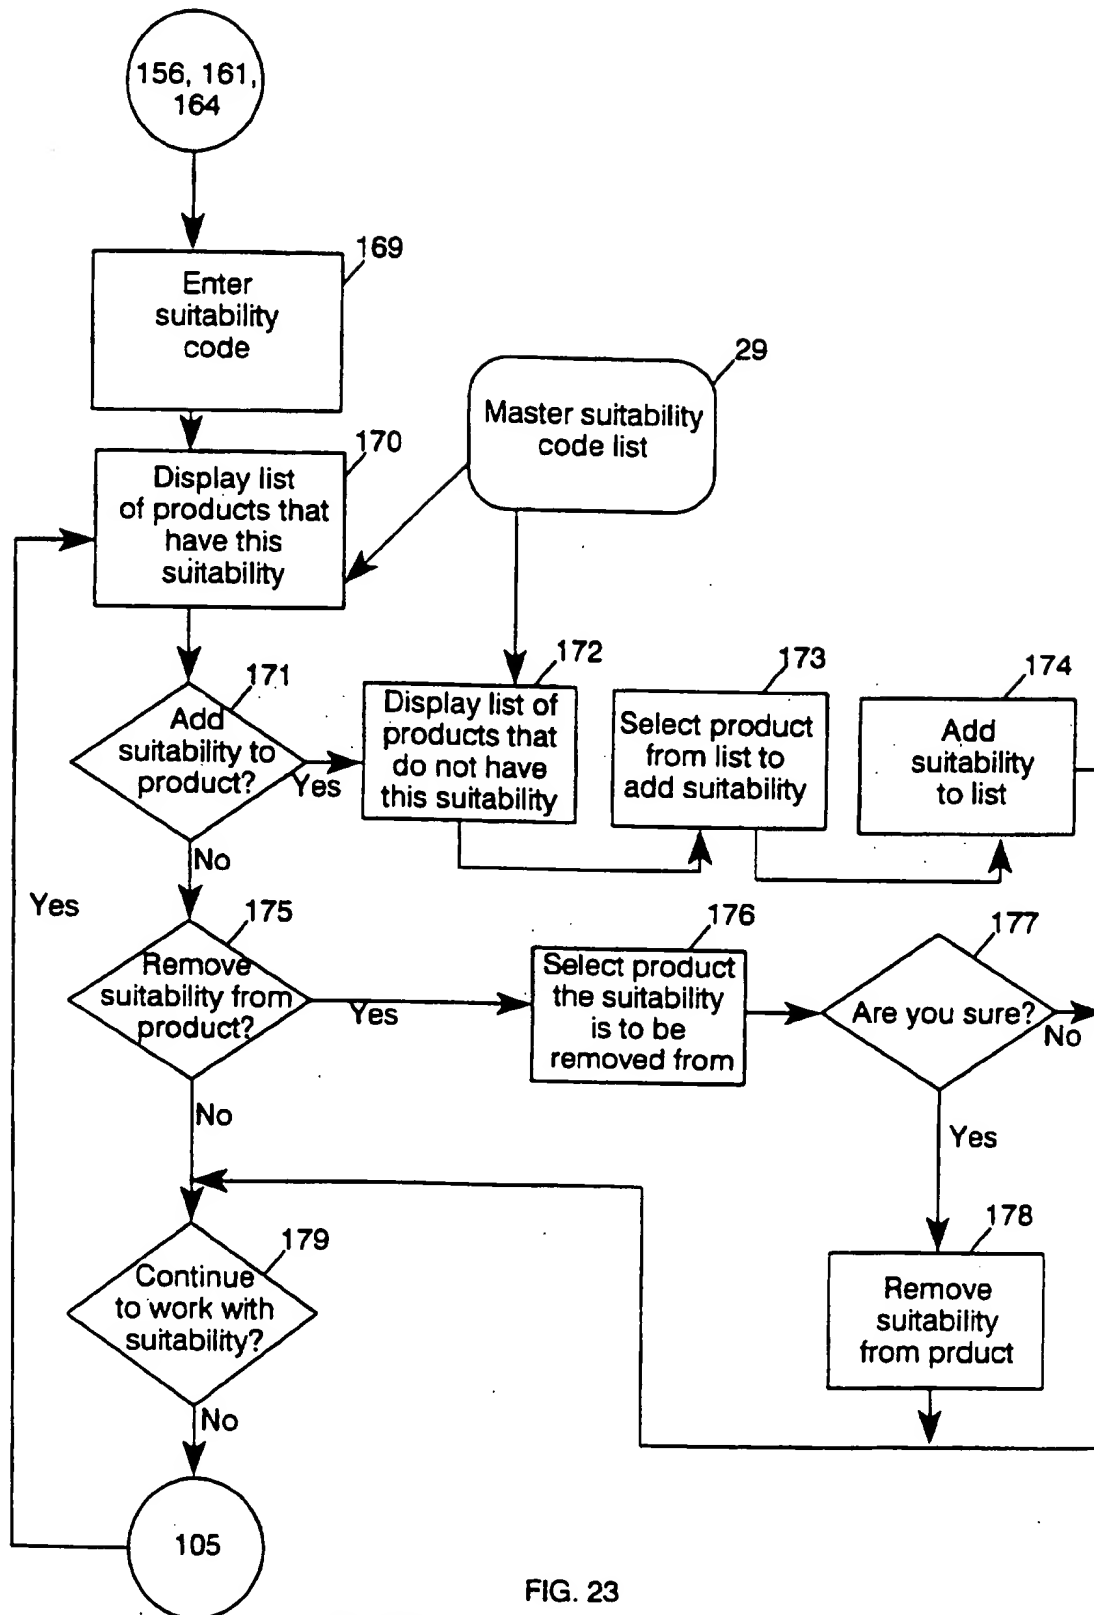 156, 161,
164
169
Enter
suitability
code
29
Master suitability
code list
170
Display list
of products that
have this
suitability
171
Add
suitability to
product?
Yes
172
Display list of
products that
do not have
this suitability
173
Select product
from list to
add suitability
174
Add
suitability
to list
No
Yes
175
Remove
suitability from
product?
Yes
176
Select product
the suitability
is to be
removed from
177
Are you sure?
No
No
Yes
179
Continue
to work with
suitability?
178
Remove
suitability
from prduct
No
105
FIG. 23